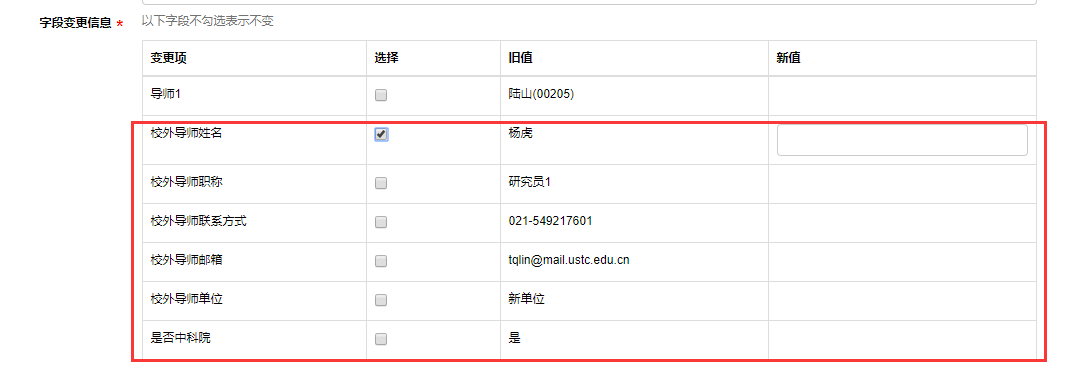 字段变更信息 * 以下字段不勾选表示不变
变更项 选择 旧值 新值
导师1 陆山(00205)
校外导师姓名 杨虎
校外导师职称 研究员1
校外导师联系方式 021-549217601
校外导师邮箱 tqlin@mail.ustc.edu.cn
校外导师单位 新单位
是否中科院 是